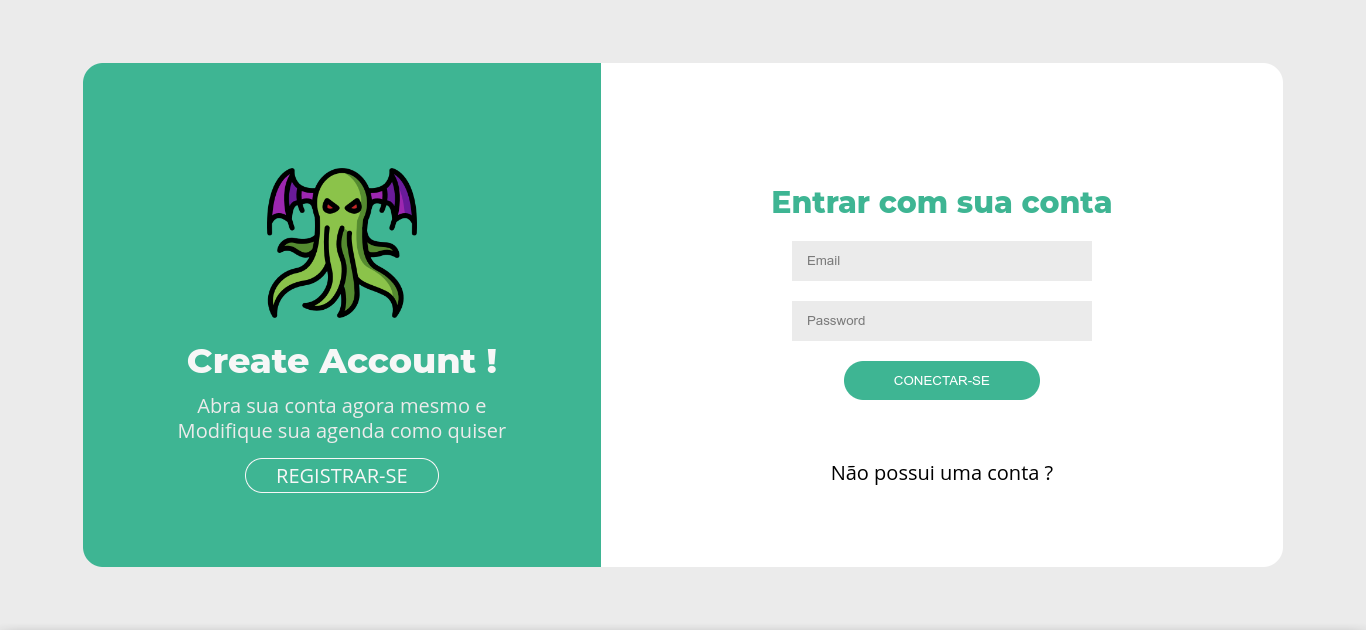 Create Account !
Abra sua conta agora mesmo e
Modifique sua agenda como quiser
REGISTRAR-SE
Entrar com sua conta
Email
Password
CONECTAR-SE
Não possui uma conta ?